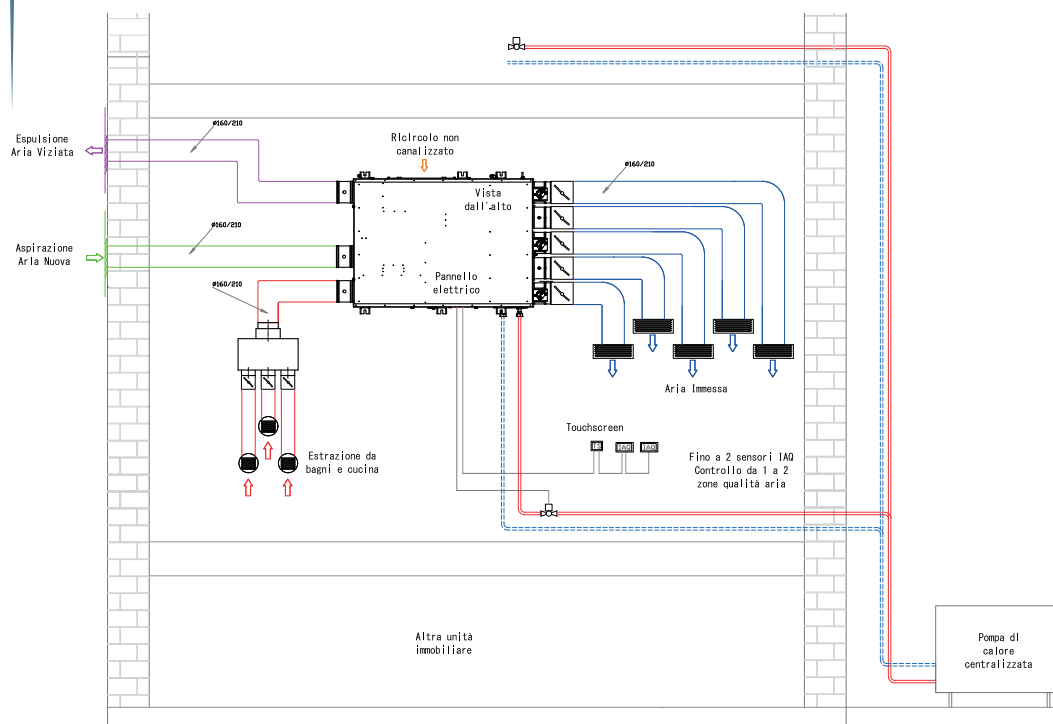 Espulsione
Aria Viziata
ø160/210
RIcIrcolo non
canalizzato
Vista
dall'alto
ø160/210
Aspirazione
ArIa Nuova
ø160/210
Pannello
elettrico
ø160/210
Aria Immessa
Estrazione da
bagni e cucina
Touchscreen
TS
IAQ
IAQ
Fino a 2 sensori IAQ
Controllo da 1 a 2
zone qualità aria
Altra unità
immobiliare
Pompa dI
calore
centralizzata